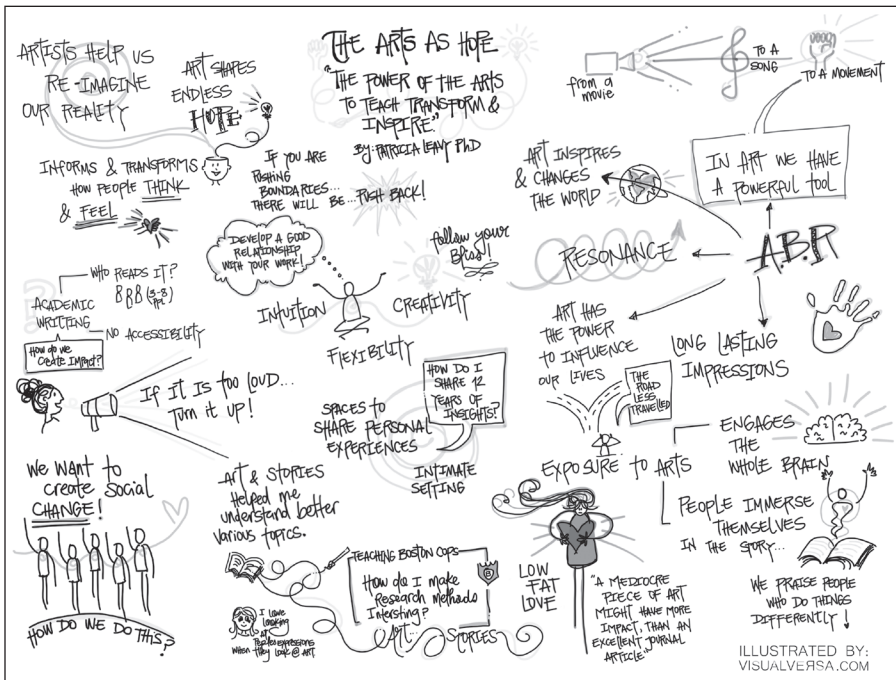 THE ARTS AS HOPE
"THE POWER OF THE ARTS
TO TEACH TRANSFORM &
INSPIRE."
BY: PATRICIA LEAVY PhD
ARTISTS HELP US
RE-IMAGINE
OUR REALITY
ART SHAPES
ENDLESS
HOPE
INFORMS & TRANSFORMS
HOW PEOPLE THINK
& FEEL
IF YOU ARE
PUSHING
BOUNDARIES...
THERE WILL BE... PUSH BACK!
DEVELOP A GOOD
RELATIONSHIP
WITH YOUR WORK!
follow your
Bliss!
INTUITION
CREATIVITY
FLEXIBILITY
WHO READS IT?
(3-8
PPL)
ACADEMIC
WRITING
NO ACCESSIBILITY
How do we
Create Impact?
If it is too loud...
Turn it up!
HOW DO I
SHARE 12
YEARS OF
INSIGHTS?
SPACES TO
SHARE PERSONAL
EXPERIENCES
INTIMATE
SETTING
We want to
create social
CHANGE!
HOW DO WE DO THIS?
Art & STORIES
Helped me
understand better
various topics.
TEACHING BOSTON COPS
How do I make
Research Methods
Intersting?
ART... STORIES
B
I love
looking
at
Peoples expressions
when they look @ ART
from a
movie
TO A
SONG
TO A MOVEMENT
IN ART WE HAVE
A POWERFUL TOOL
ART INSPIRES
& CHANGES
THE WORLD
A.B.R
RESONANCE
ART HAS
THE POWER
TO INFLUENCE
OUR LIVES
LONG LASTING
IMPRESSIONS
THE
ROAD
LESS
TRAVELLED
EXPOSURE TO ARTS
ENGAGES
THE
WHOLE BRAIN
PEOPLE IMMERSE
THEMSELVES
IN THE STORY...
LOW
FAT
LOVE
"A MEDIOCRE
PIECE OF ART
MIGHT HAVE MORE
IMPACT, THAN AN
EXCELLENT JOURNAL
ARTICLE"
WE PRAISE PEOPLE
WHO DO THINGS
DIFFERENTLY!
ILLUSTRATED BY:
VISUALVERSA.COM